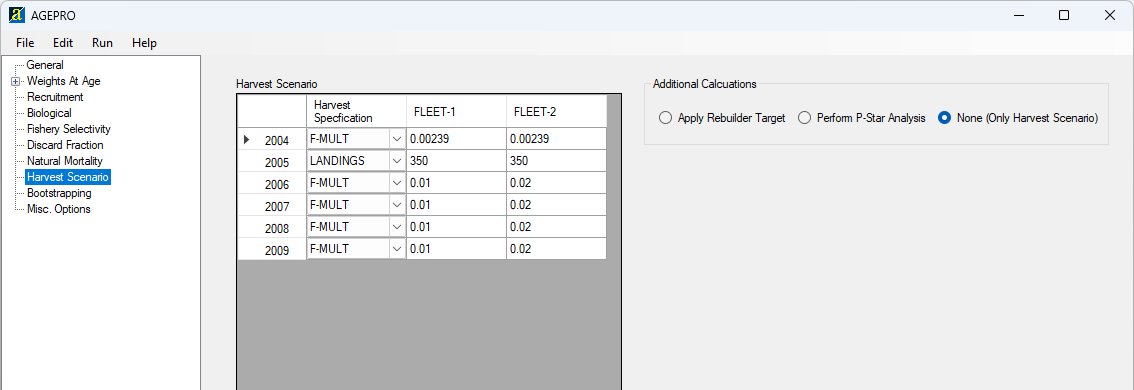 AGEPRO
File Edit Run Help
General
Weights At Age
Recruitment
Biological
Fishery Selectivity
Discard Fraction
Natural Mortality
Harvest Scenario
Bootstrapping
Misc. Options
Harvest Scenario
Harvest
Specfication FLEET-1 FLEET-2
2004 F-MULT 0.00239 0.00239
2005 LANDINGS 350 350
2006 F-MULT 0.01 0.02
2007 F-MULT 0.01 0.02
2008 F-MULT 0.01 0.02
2009 F-MULT 0.01 0.02
Additional Calcuations
Apply Rebuilder Target Perform P-Star Analysis None (Only Harvest Scenario)